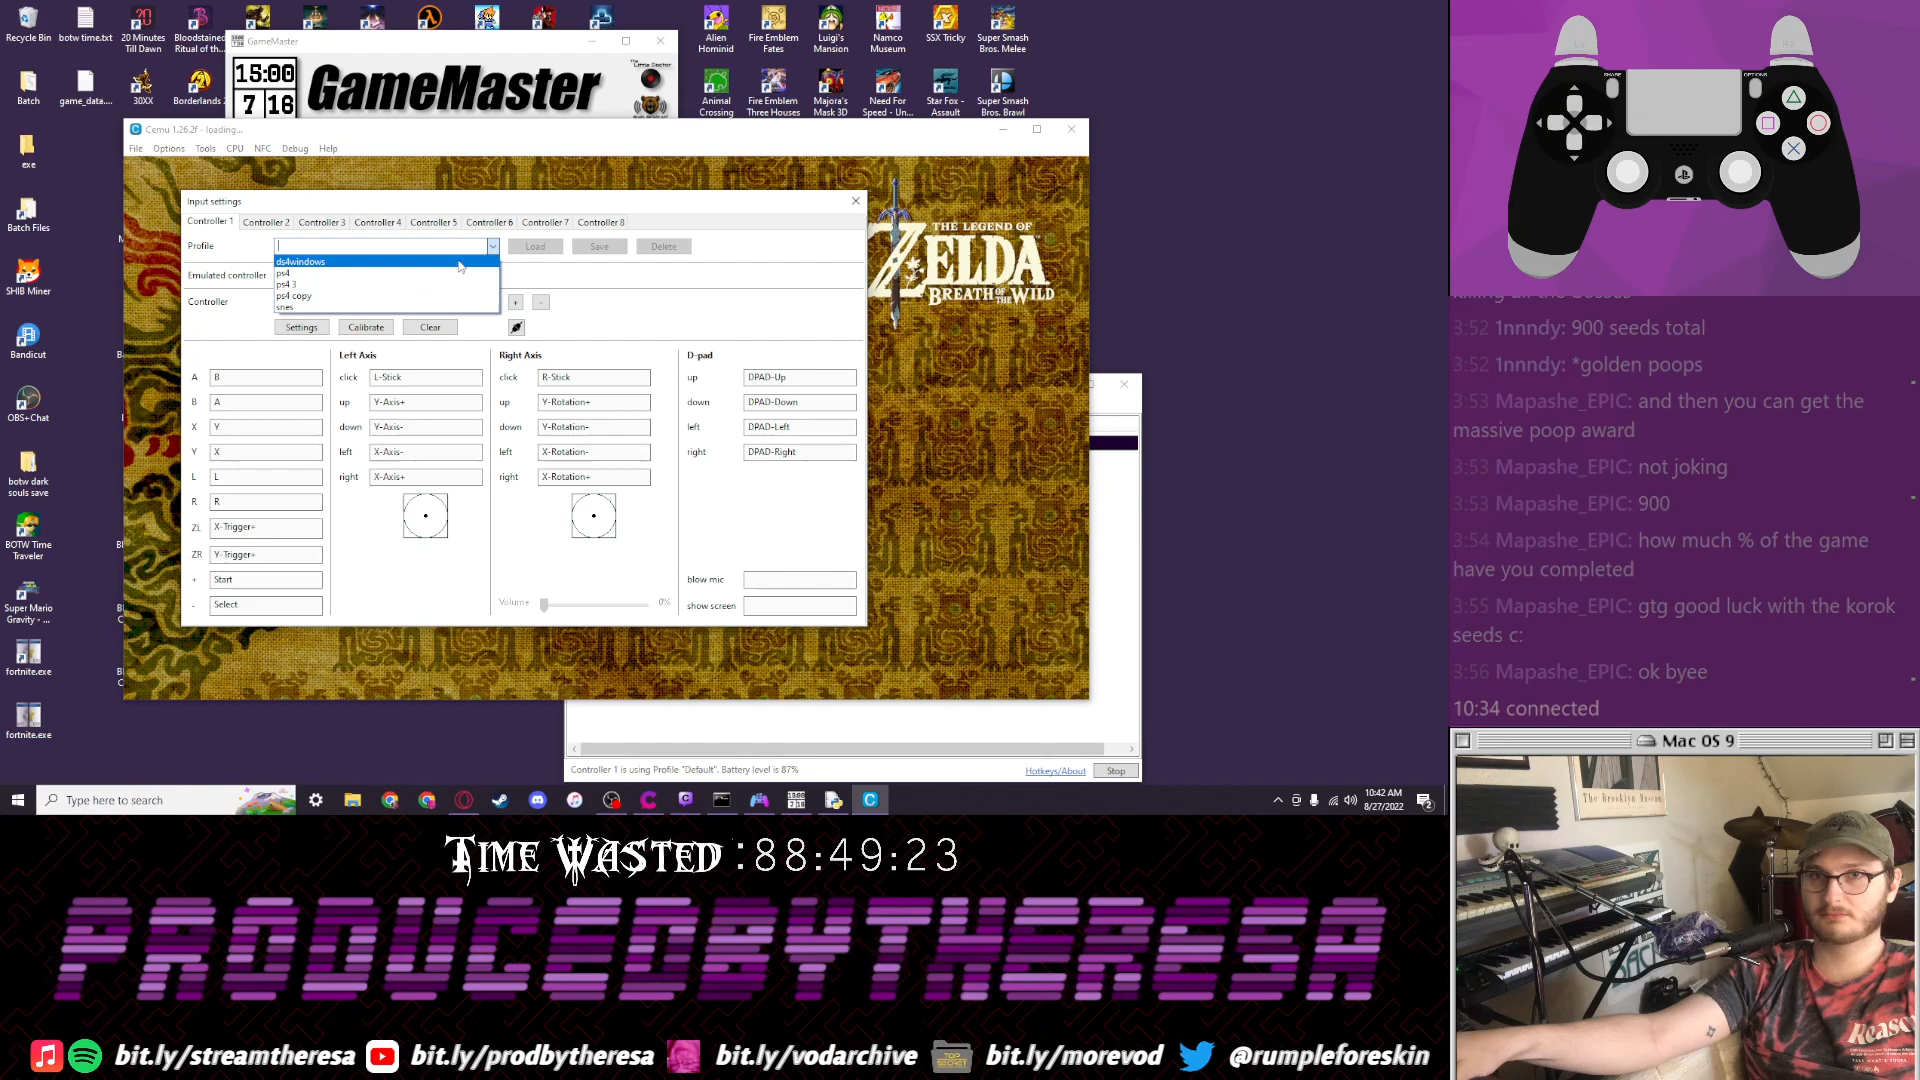 Recycle Bin
botw time.txt
20 Minutes
Till Dawn
Bloodstained
Ritual of th...
Alien
Hominid
Fire Emblem
Fates
Luigi's
Mansion
Namco
Museum
SSX Tricky
Super Smash
Bros. Melee
Batch
game_data....
30XX
Borderlands
Animal
Crossing
Fire Emblem
Three Houses
Majora's
Mask 3D
Need For
Speed - Un...
Star Fox -
Assault
Super Smash
Bros. Brawl
exe
Batch Files
SHIB Miner
Bandicut
OBS+Chat
botw dark
souls save
BOTW Time
Traveler
Super Mario
Gravity - ...
fortnite.exe
fortnite.exe
GameMaster
15:00
7 16
GameMaster
Cemu 1.26.2f - loading...
File Options Tools CPU NFC Debug Help
THE LEGEND OF
ZELDA
BREATH OF THE WILD
Input settings
Controller 1 Controller 2 Controller 3 Controller 4 Controller 5 Controller 6 Controller 7 Controller 8
Profile Load Save Delete
ds4windows
ps4
ps4 3
ps4 copy
snes
Emulated controller
Controller + -
Settings Calibrate Clear
Left Axis Right Axis D-pad
A B click L-Stick click R-Stick up DPAD-Up
B A up Y-Axis+ up Y-Rotation+ down DPAD-Down
X Y down Y-Axis- down Y-Rotation- left DPAD-Left
Y X left X-Axis- left X-Rotation- right DPAD-Right
L L right X-Axis+ right X-Rotation+
R R
ZL X-Trigger+
ZR Y-Trigger+
+ Start blow mic
- Select Volume 0% show screen
Controller 1 is using Profile "Default". Battery level is 87% Hotkeys/About Stop
Type here to search
10:42 AM
8/27/2022
SHARE OPTIONS
3:52 1nnndy: 900 seeds total
3:52 1nnndy: *golden poops
3:53 Mapashe_EPIC: and then you can get the
massive poop award
3:53 Mapashe_EPIC: not joking
3:53 Mapashe_EPIC: 900
3:54 Mapashe_EPIC: how much % of the game
have you completed
3:55 Mapashe_EPIC: gtg good luck with the korok
seeds c:
3:56 Mapashe_EPIC: ok byee
10:34 connected
Mac OS 9
The Brooklyn Museum
TIME WASTED :88:49:23
PRODUCEDBYTHERESA
bit.ly/streamtheresa bit.ly/prodbytheresa bit.ly/vodarchive TOP SECRET bit.ly/morevod @rumpleforeskin